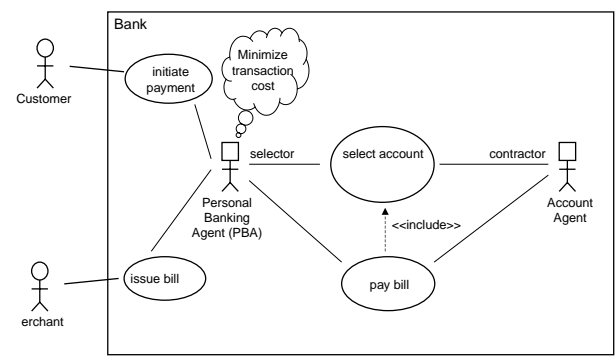 Bank
Minimize
transaction
cost
initiate
payment
Customer
selector
select account
contractor
Personal
Banking
Agent (PBA)
Account
Agent
<<include>>
issue bill
pay bill
erchant